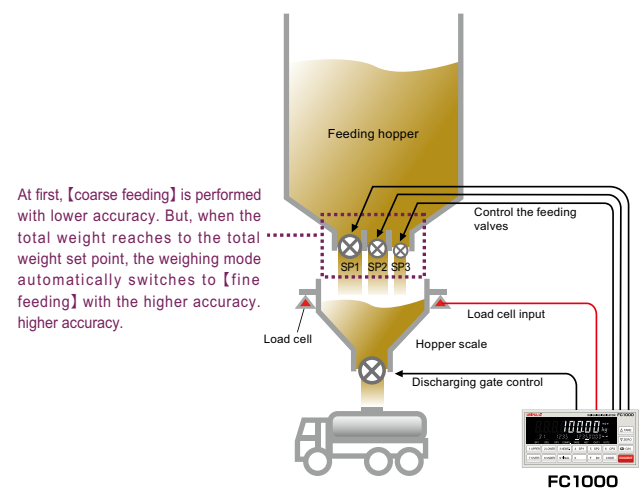 Feeding hopper
At first,【coarse feeding】is performed
with lower accuracy. But, when the
total weight reaches to the total
weight set point, the weighing mode
automatically switches to【fine
feeding】with the higher accuracy.
higher accuracy.
Control the feeding
valves
SP1 SP2 SP3
Load cell
Load cell input
Hopper scale
Discharging gate control
FC1000
100.00 kg
FC1000